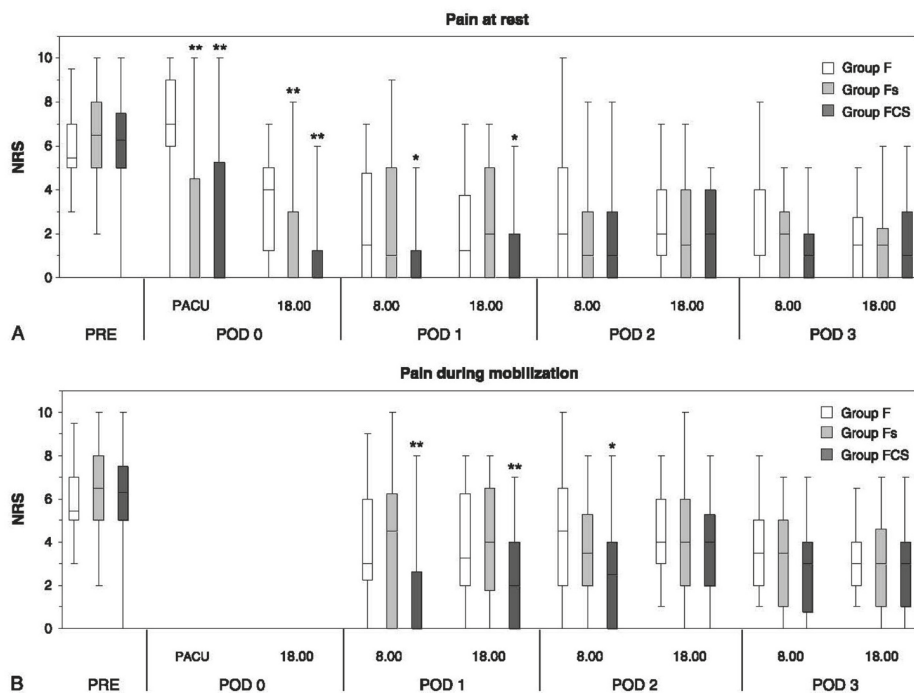 Pain at rest
** **
**
**
*
*
10
8
6
4
2
0
NRS
Group F
Group Fs
Group FCS
PACU 18.00 8.00 18.00 8.00 18.00 8.00 18.00
A PRE POD 0 POD 1 POD 2 POD 3
Pain during mobilization
**
**
*
10
8
6
4
2
0
NRS
Group F
Group Fs
Group FCS
PACU 18.00 8.00 18.00 8.00 18.00 8.00 18.00
B PRE POD 0 POD 1 POD 2 POD 3